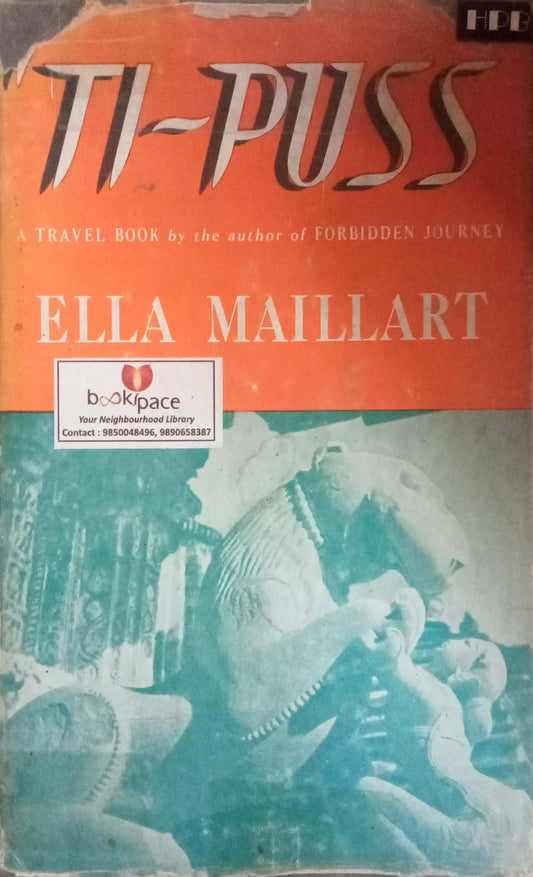 HPB
TI-PUSS
A TRAVEL BOOK by the author of FORBIDDEN JOURNEY
ELLA MAILLART
bookspace
Your Neighbourhood Library
Contact : 9850048496, 9890658387